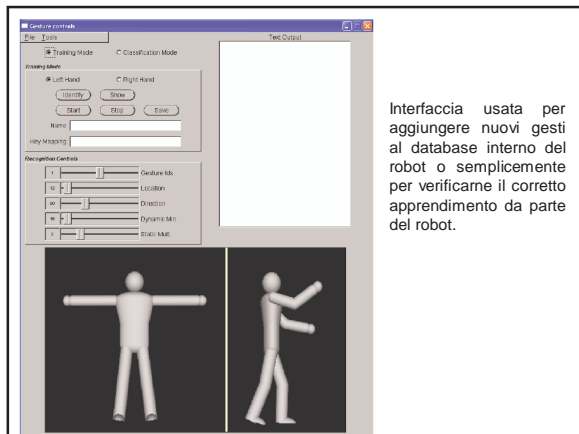 Gesture controls
File Tools
Training Mode Classification Mode
Text Output
Training Mode
Left Hand Right Hand
Identify Show
Start Stop Save
Name
Key Mapping
Recognition Controls
1 Gesture Ids
12 Location
Direction
Dynamic Min
Static Mult.
Interfaccia usata per
aggiungere nuovi gesti
al database interno del
robot o semplicemente
per verificarne il corretto
apprendimento da parte
del robot.